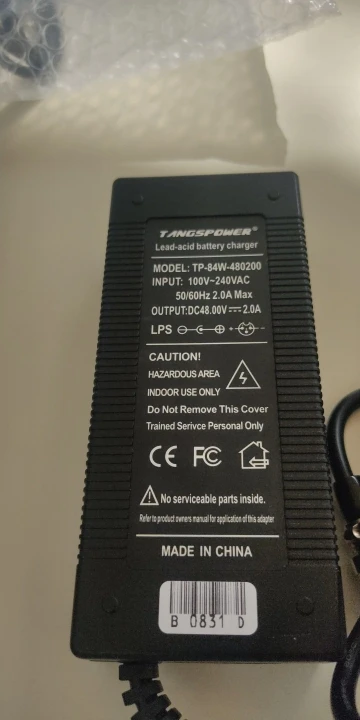 TANGSPOWER®
Lead-acid battery charger
MODEL: TP-84W-480200
INPUT: 100V~240VAC
50/60Hz 2.0A Max
OUTPUT:DC48.00V⎓2.0A
LPS
CAUTION!
HAZARDOUS AREA
INDOOR USE ONLY
Do Not Remove This Cover
Trained Serivce Personal Only
CE FC
No serviceable parts inside.
Refer to product owners manual for application of this adapter
MADE IN CHINA
B 0831 D